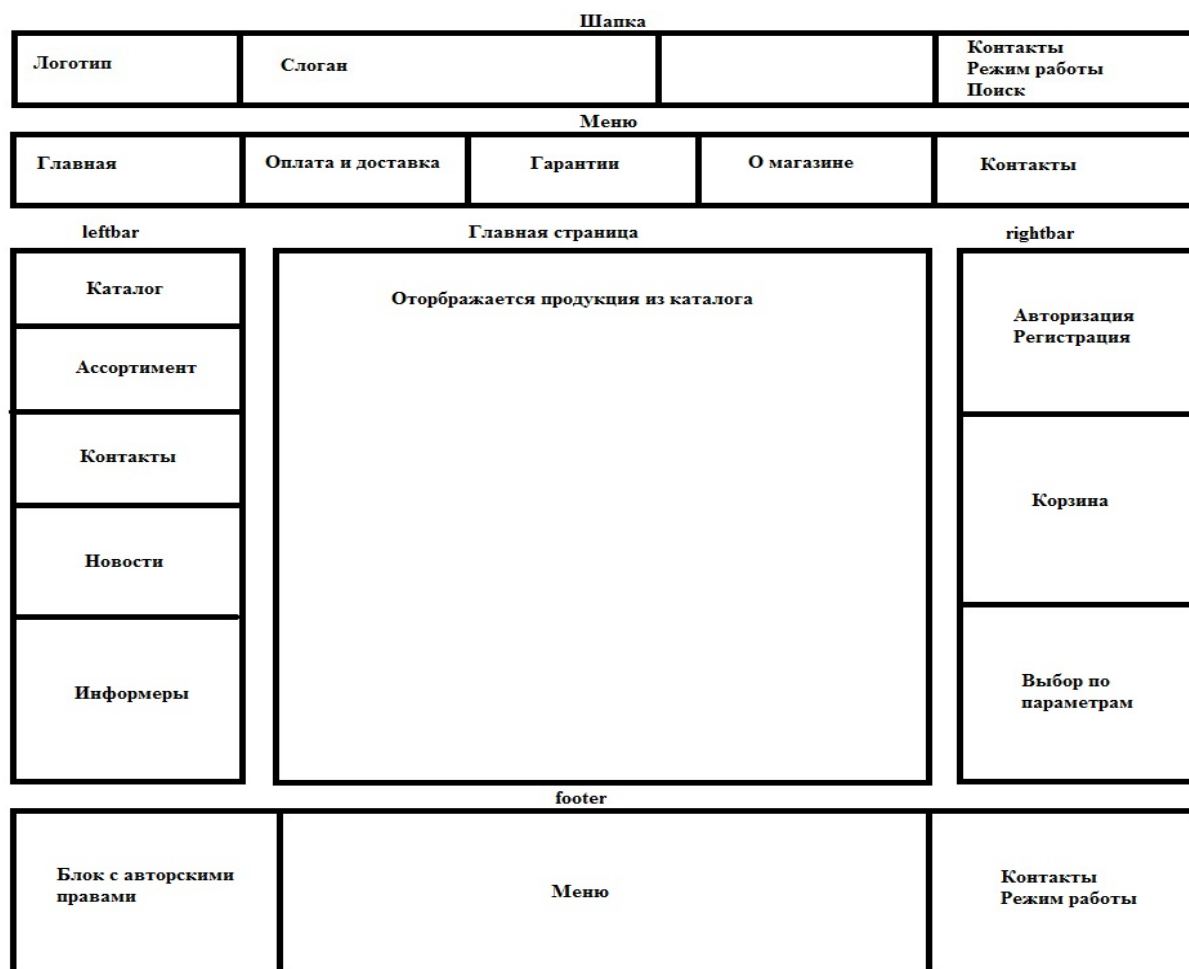 Шапка
Логотип
Слоган
Контакты
Режим работы
Поиск
Меню
Главная
Оплата и доставка
Гарантии
О магазине
Контакты
leftbar
Главная страница
rightbar
Каталог
Ассортимент
Контакты
Новости
Информеры
Оторбражается продукция из каталога
Авторизация
Регистрация
Корзина
Выбор по
параметрам
footer
Блок с авторскими
правами
Меню
Контакты
Режим работы